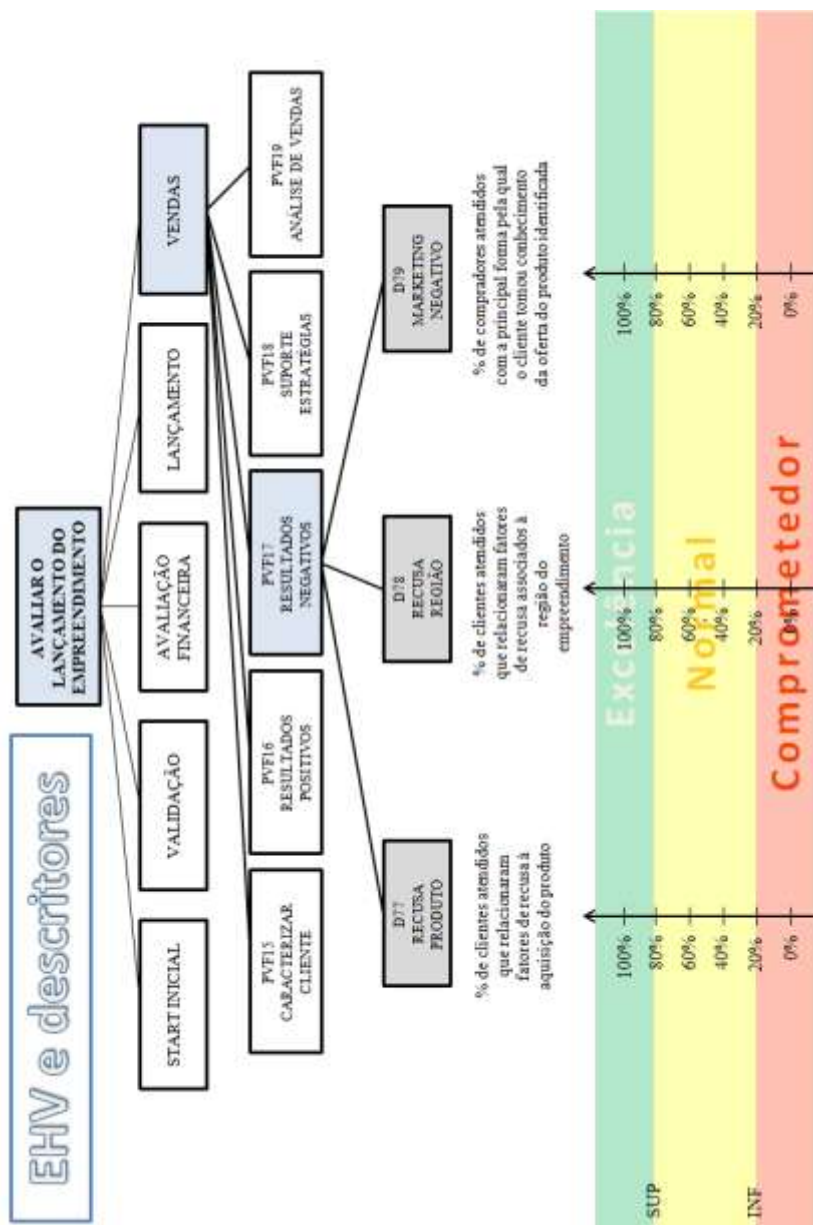 EHV e descritores
AVALIAR O
LANÇAMENTO DO
EMPREENDIMENTO
START INICIAL
VALIDAÇÃO
AVALIAÇÃO
FINANCEIRA
LANÇAMENTO
VENDAS
PVF15
CARACTERIZAR
CLIENTE
PVF16
RESULTADOS
POSITIVOS
PVF17
RESULTADOS
NEGATIVOS
PVF18
SUPORTE
ESTRATÉGIAS
PVF19
ANÁLISE DE VENDAS
D77
RECUSA
PRODUTO
D78
RECUSA
REGIÃO
D79
MARKETING
NEGATIVO
% de clientes atendidos
que relacionaram
fatores de recusa à
aquisição do produto
% de clientes atendidos
que relacionaram fatores
de recusa associados à
região do
empreendimento
% de compradores atendidos
com a principal forma pela qual
o cliente tomou conhecimento
da oferta do produto identificada
100% 100% 100%
Excelência
SUP 80% 80% 80%
60% 60% 60%
Normal
40% 40% 40%
INF 20% 20% 20%
0% 0% 0%
Comprometedor